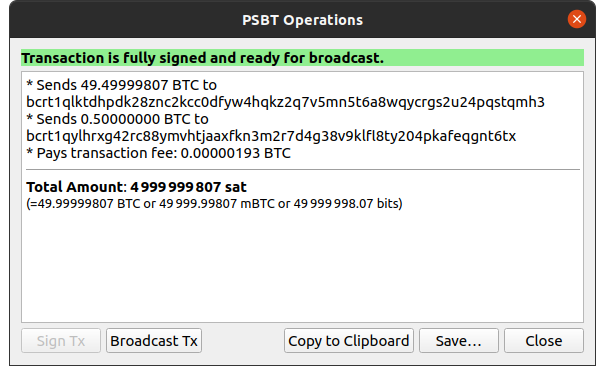 PSBT Operations
Transaction is fully signed and ready for broadcast.
* Sends 49.49999807 BTC to
bcrt1qlktdhpdk28znc2kcc0dfyw4hqkz2q7v5mn5t6a8wqycrgs2u24pqstqmh3
* Sends 0.50000000 BTC to
bcrt1qylhrxg42rc88ymvhtjaaxfkn3m2r7d4g38v9klfl8ty204pkafeqgnt6tx
* Pays transaction fee: 0.00000193 BTC
Total Amount: 4 999 999 807 sat
(=49.99999807 BTC or 49 999.99807 mBTC or 49 999 998.07 bits)
Sign Tx Broadcast Tx Copy to Clipboard Save... Close